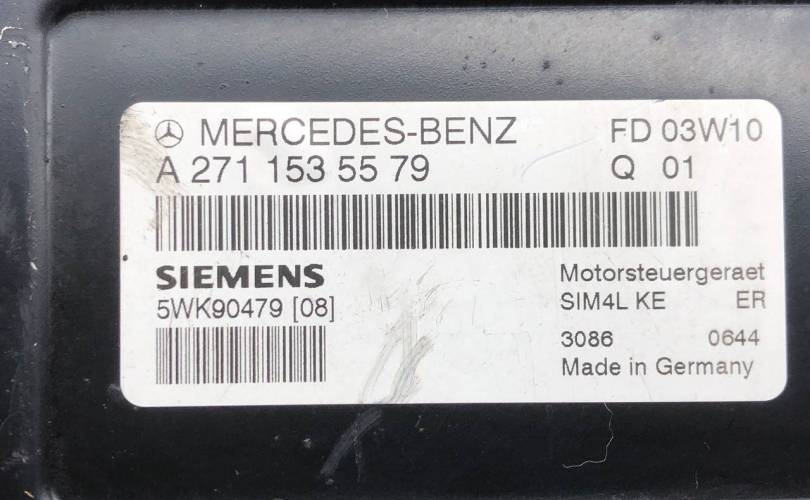 MERCEDES-BENZ FD 03W10
A 271 153 55 79 Q 01
SIEMENS Motorsteuergeraet
5WK90479 [08] SIM4L KE ER
3086 0644
Made in Germany